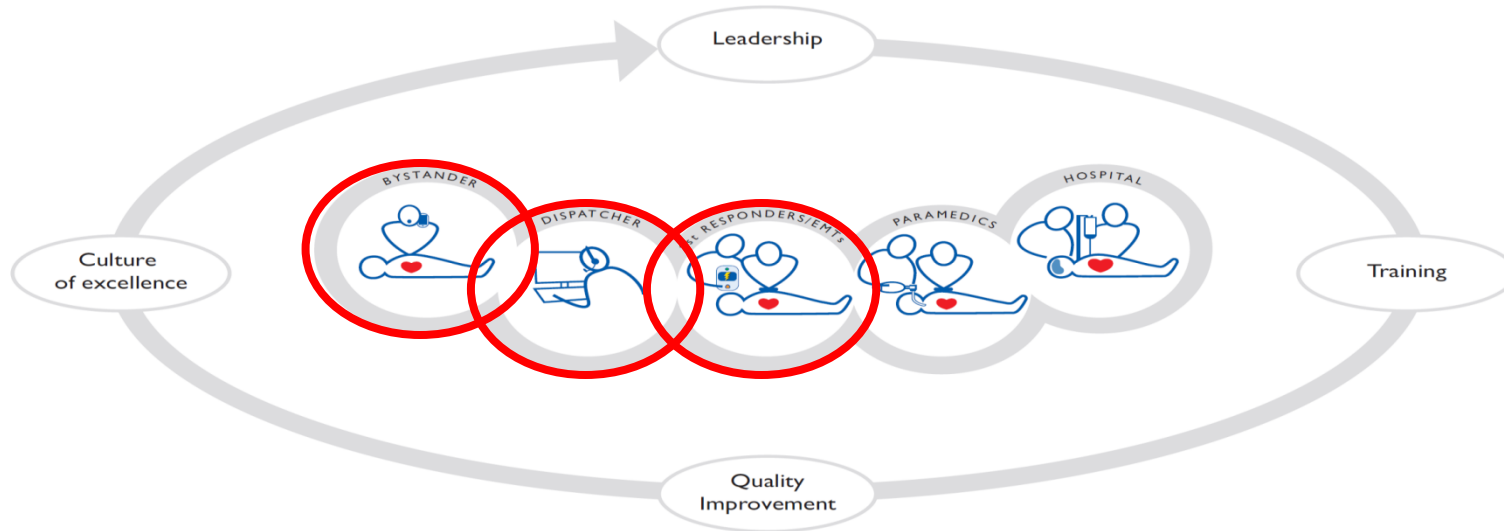 Leadership
BYSTANDER
DISPATCHER
st RESPONDERS/EMTs
PARAMEDICS
HOSPITAL
Culture
of excellence
Training
Quality
Improvement